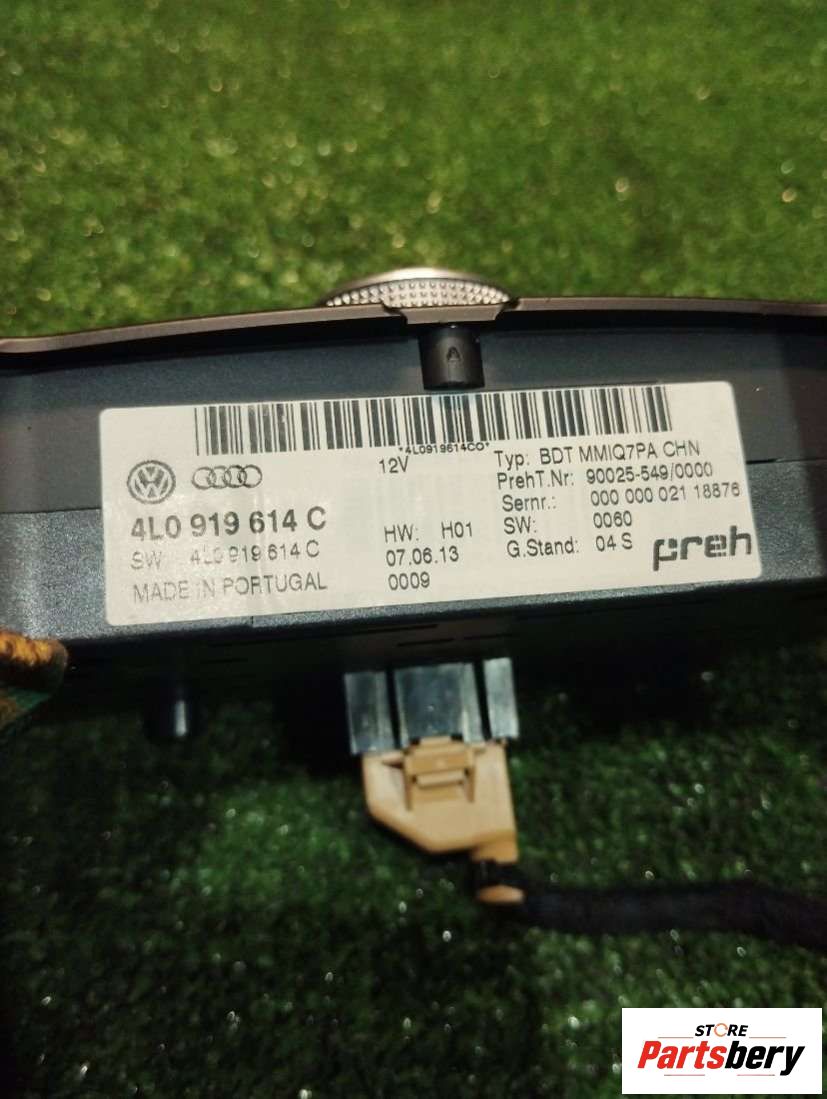 A
*4L0919614C0*
12V
4L0 919 614 C
SW 4L0 919 614 C
MADE IN PORTUGAL
HW: H01
07.06.13
0009
Typ: BDT MMIQ7PA CHN
PrehT.Nr: 90025-549/0000
Sernr.: 000 000 021 18876
SW: 0060
G.Stand: 04 S
preh
STORE
Partsbery